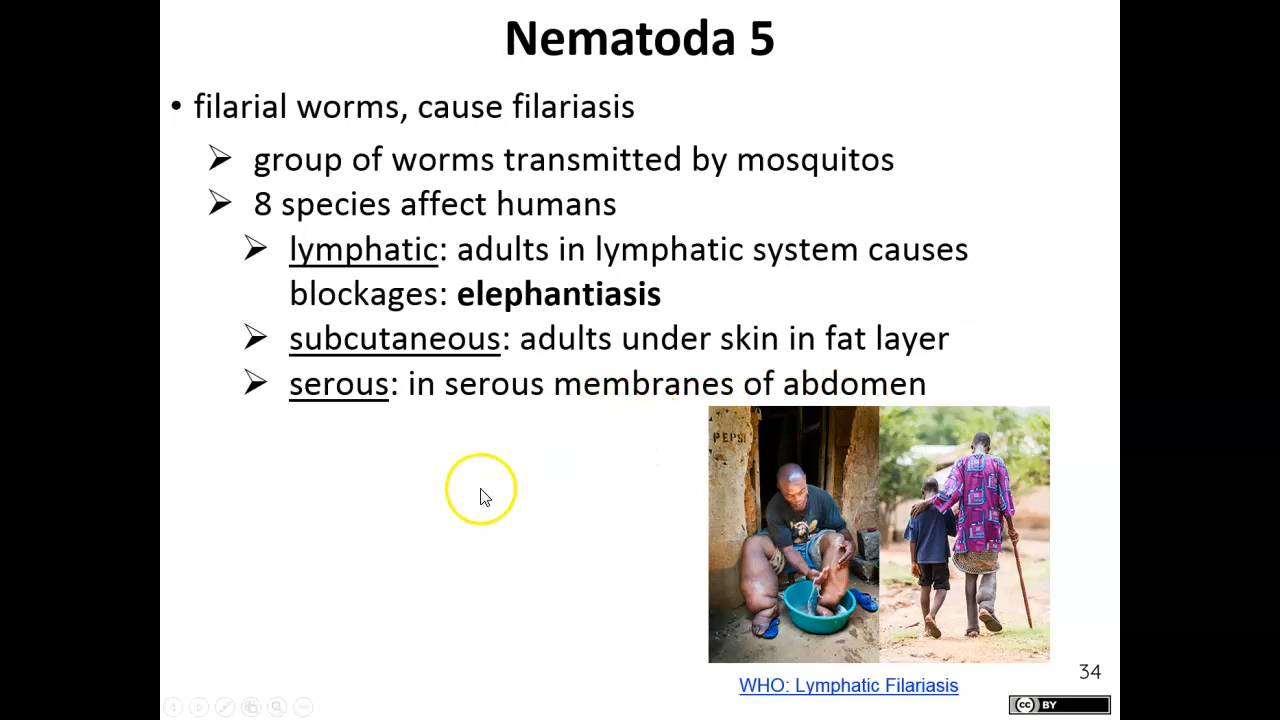 Nematoda 5
• filarial worms, cause filariasis
➢ group of worms transmitted by mosquitos
➢ 8 species affect humans
➢ lymphatic: adults in lymphatic system causes
blockages: elephantiasis
➢ subcutaneous: adults under skin in fat layer
➢ serous: in serous membranes of abdomen
PEPSI
WHO: Lymphatic Filariasis
34
cc BY